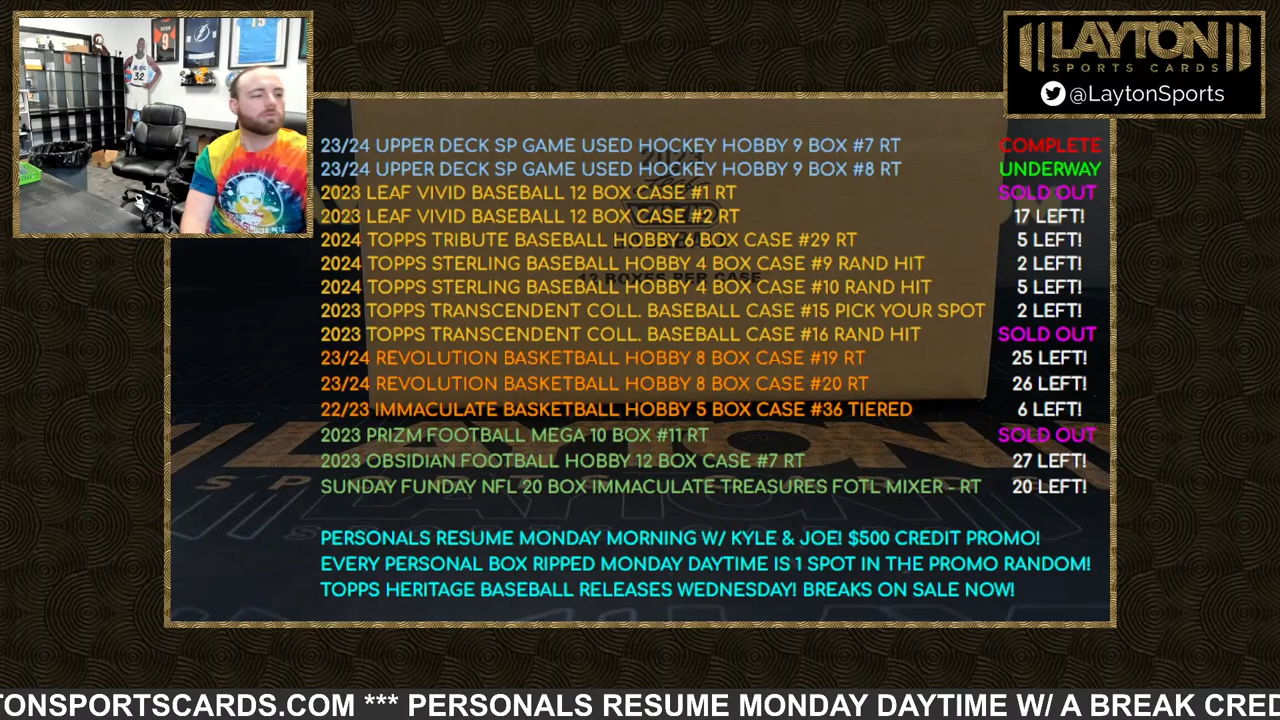 LAYTON
SPORTS CARDS
@LaytonSports
23/24 UPPER DECK SP GAME USED HOCKEY HOBBY 9 BOX #7 RT COMPLETE
23/24 UPPER DECK SP GAME USED HOCKEY HOBBY 9 BOX #8 RT UNDERWAY
2023 LEAF VIVID BASEBALL 12 BOX CASE #1 RT SOLD OUT
2023 LEAF VIVID BASEBALL 12 BOX CASE #2 RT 17 LEFT!
2024 TOPPS TRIBUTE BASEBALL HOBBY 6 BOX CASE #29 RT 5 LEFT!
2024 TOPPS STERLING BASEBALL HOBBY 4 BOX CASE #9 RAND HIT 2 LEFT!
2024 TOPPS STERLING BASEBALL HOBBY 4 BOX CASE #10 RAND HIT 5 LEFT!
2023 TOPPS TRANSCENDENT COLL. BASEBALL CASE #15 PICK YOUR SPOT 2 LEFT!
2023 TOPPS TRANSCENDENT COLL. BASEBALL CASE #16 RAND HIT SOLD OUT
23/24 REVOLUTION BASKETBALL HOBBY 8 BOX CASE #19 RT 25 LEFT!
23/24 REVOLUTION BASKETBALL HOBBY 8 BOX CASE #20 RT 26 LEFT!
22/23 IMMACULATE BASKETBALL HOBBY 5 BOX CASE #36 TIERED 6 LEFT!
2023 PRIZM FOOTBALL MEGA 10 BOX #11 RT SOLD OUT
2023 OBSIDIAN FOOTBALL HOBBY 12 BOX CASE #7 RT 27 LEFT!
SUNDAY FUNDAY NFL 20 BOX IMMACULATE TREASURES FOTL MIXER - RT 20 LEFT!
PERSONALS RESUME MONDAY MORNING W/ KYLE & JOE! $500 CREDIT PROMO!
EVERY PERSONAL BOX RIPPED MONDAY DAYTIME IS 1 SPOT IN THE PROMO RANDOM!
TOPPS HERITAGE BASEBALL RELEASES WEDNESDAY! BREAKS ON SALE NOW!
2023
12 BOXES PER CASE
LAYTON
32
9
TONSPORTSCARDS.COM *** PERSONALS RESUME MONDAY DAYTIME W/ A BREAK CRED